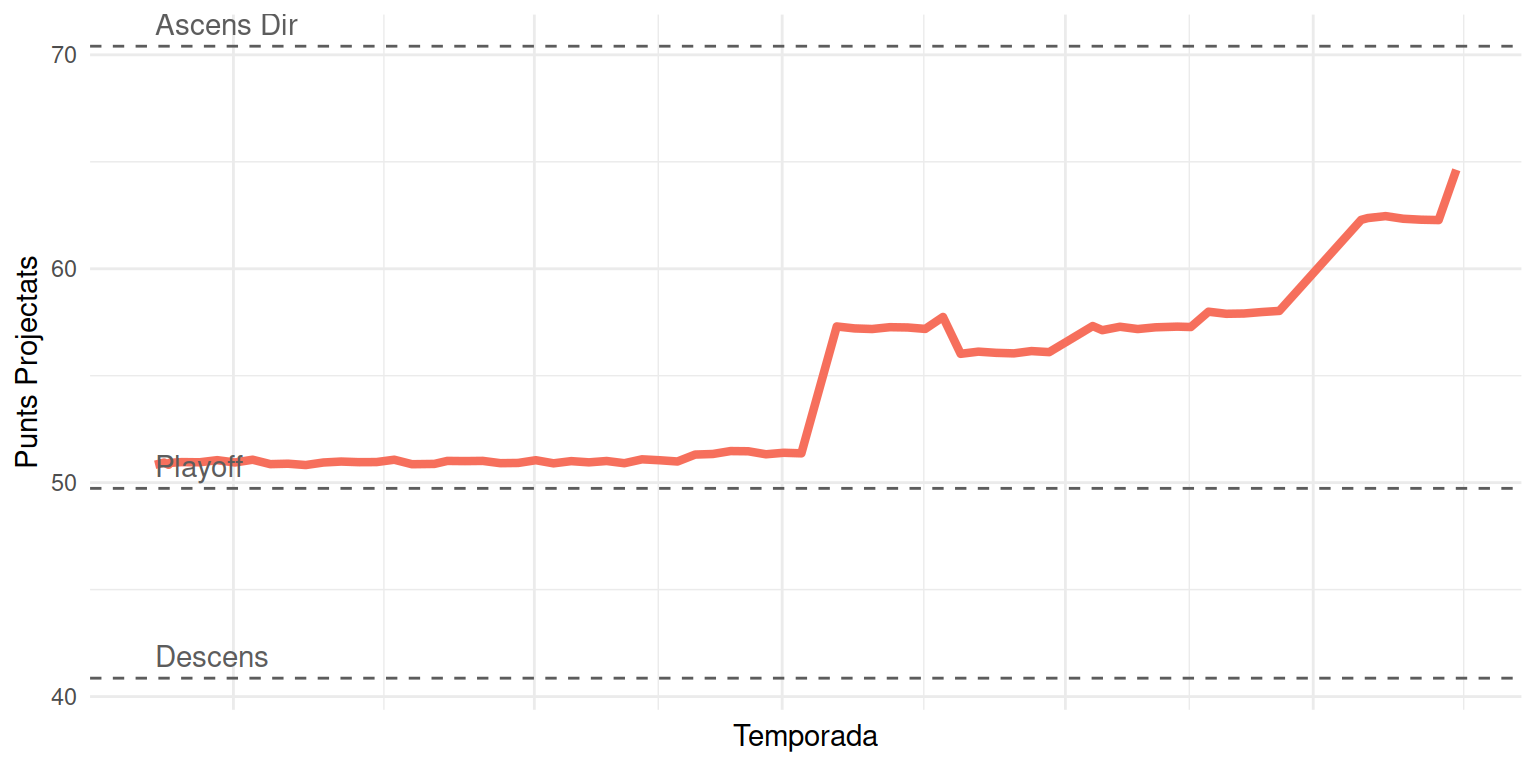 Ascens Dir
70
60
Punts Projectats
Playoff
50
Descens
40
Temporada